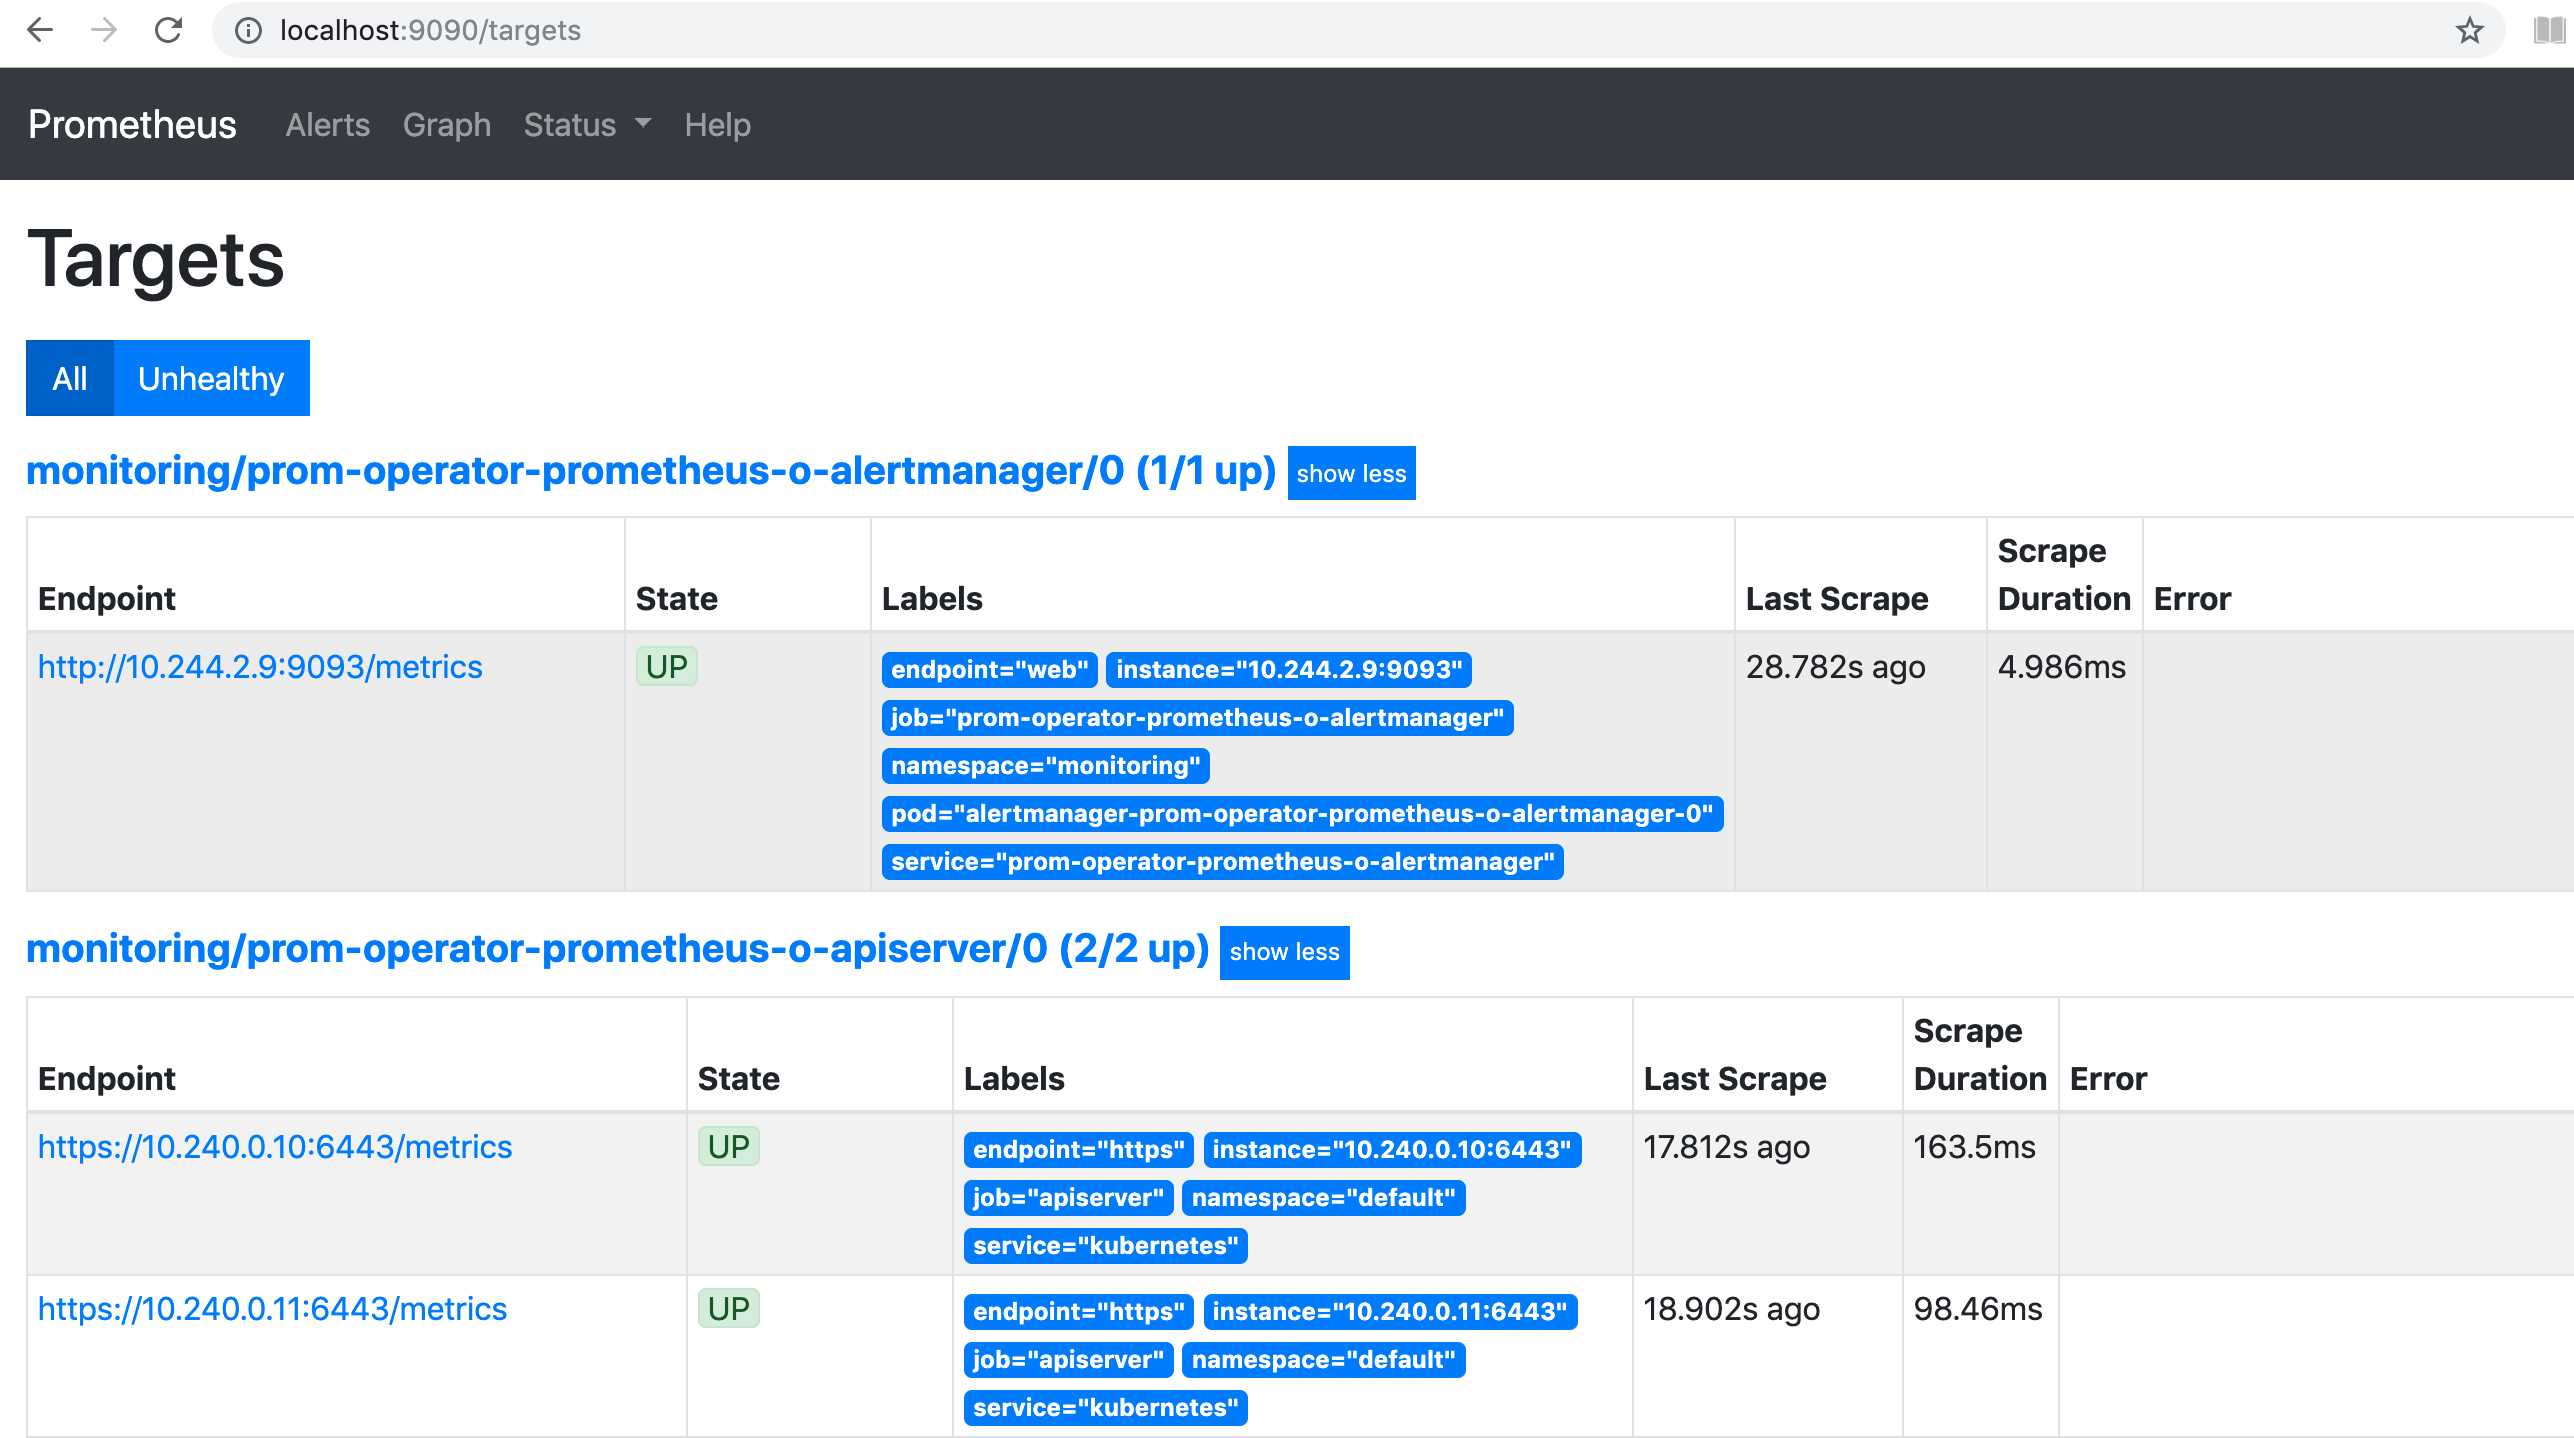 localhost:9090/targets
Prometheus Alerts Graph Status Help
Targets
All Unhealthy
monitoring/prom-operator-prometheus-o-alertmanager/0 (1/1 up) show less
Endpoint State Labels Last Scrape Scrape Duration Error
http://10.244.2.9:9093/metrics UP endpoint="web" instance="10.244.2.9:9093" 28.782s ago 4.986ms
job="prom-operator-prometheus-o-alertmanager"
namespace="monitoring"
pod="alertmanager-prom-operator-prometheus-o-alertmanager-0"
service="prom-operator-prometheus-o-alertmanager"
monitoring/prom-operator-prometheus-o-apiserver/0 (2/2 up) show less
Endpoint State Labels Last Scrape Scrape Duration Error
https://10.240.0.10:6443/metrics UP endpoint="https" instance="10.240.0.10:6443" 17.812s ago 163.5ms
job="apiserver" namespace="default"
service="kubernetes"
https://10.240.0.11:6443/metrics UP endpoint="https" instance="10.240.0.11:6443" 18.902s ago 98.46ms
job="apiserver" namespace="default"
service="kubernetes"